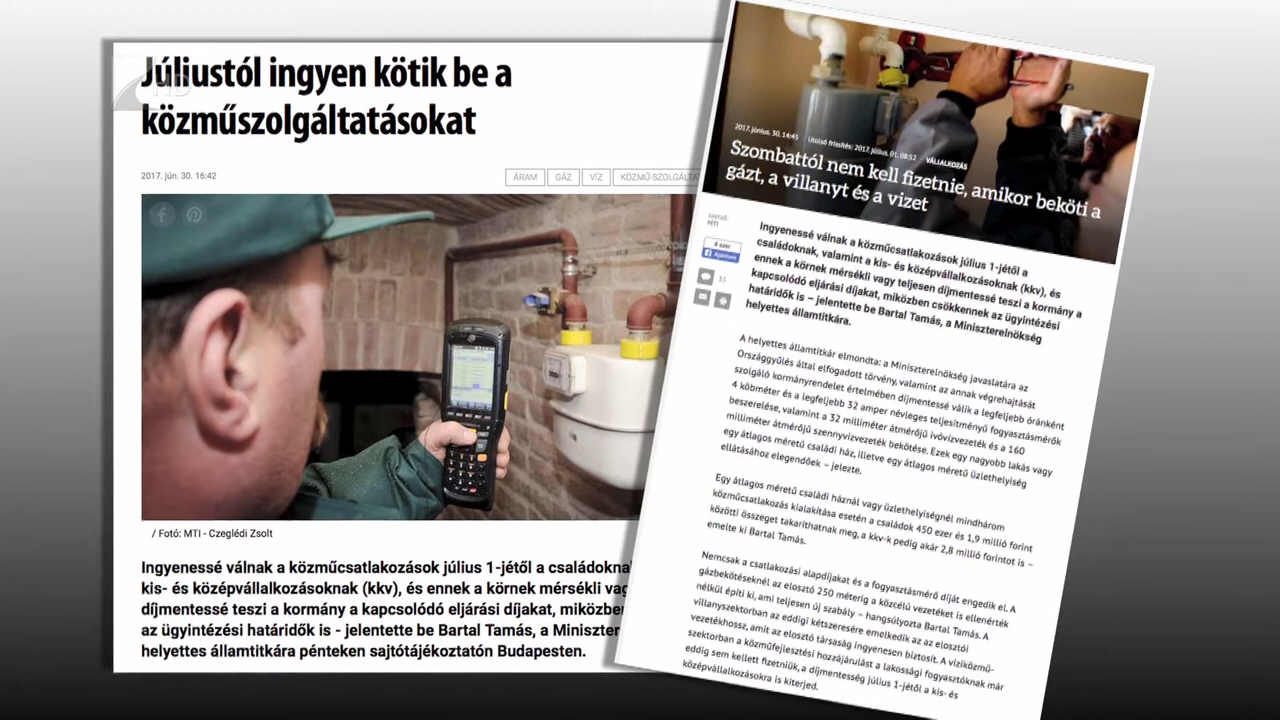 Júliustól ingyen kötik be a
közműszolgáltatásokat
HD
2017. jún. 30. 16:42
ÁRAM
GÁZ
VÍZ
/ Fotó: MTI - Czeglédi Zsolt
Ingyenessé válnak a közműcsatlakozások július 1-jétől a
kis- és középvállalkozásoknak (kkv), és ennek a körnek mérsékli
díjmentessé teszi a kormány a kapcsolódó eljárási díjakat,
az ügyintézési határidők is - jelentette be Bartal Tamás, a
helyettes államtitkára pénteken sajtótájékoztatón Budapesten.
2017. június. 30. 14:45 Utolsó frissítés: 2017. július. 01. 08:52 VÁLLALKOZÁS
Szombattól nem kell fizetnie, amikor beköti a
gázt, a villanyt és a vizet
szerző:
MTI
Ajánlom
33
Ingyenessé válnak a közműcsatlakozások július 1-jétől a
családoknak, valamint a kis- és középvállalkozásoknak (kkv), és
ennek a körnek mérsékli vagy teljesen díjmentessé teszi a kormány a
kapcsolódó eljárási díjakat, miközben csökkennek az ügyintézési
határidők is – jelentette be Bartal Tamás, a Miniszterelnökség
helyettes államtitkára.
A helyettes államtitkár elmondta: a Miniszterelnökség javaslatára az
Országgyűlés által elfogadott törvény, valamint az annak végrehajtását
szolgáló kormányrendelet értelmében díjmentessé válik a legfeljebb óránként
4 köbméter és a legfeljebb 32 amper névleges teljesítményű fogyasztásmérők
beszerelése, valamint a 32 milliméter átmérőjű ivóvízvezeték és a 160
milliméter átmérőjű szennyvízvezeték bekötése. Ezek egy nagyobb lakás vagy
egy átlagos méretű családi ház, illetve egy átlagos méretű üzlethelyiség
ellátásához elegendőek – jelezte.
Egy átlagos méretű családi háznál vagy üzlethelyiségnél mindhárom
közműcsatlakozás kialakítása esetén a családok 450 ezer és 1,9 millió forint
közötti összeget takaríthatnak meg, a kkv-k pedig akár 2,8 millió forintot is –
emelte ki Bartal Tamás.
Nemcsak a csatlakozási alapdíjakat és a fogyasztásmérő díját engedik el. A
gázbekötéseknél az elosztó 250 méterig a közcélú vezetéket is ellenérték
nélkül építi ki, ami teljesen új szabály – hangsúlyozta Bartal Tamás. A
villanyszektorban az eddigi kétszeresére emelkedik az az elosztói
vezetékhossz, amit az elosztó társaság ingyenesen biztosít. A víziközmű-
szektorban a közműfejlesztési hozzájárulást a lakossági fogyasztóknak már
eddig sem kellett fizetniük, a díjmentesség július 1-jétől a kis- és
középvállalkozásokra is kiterjed.